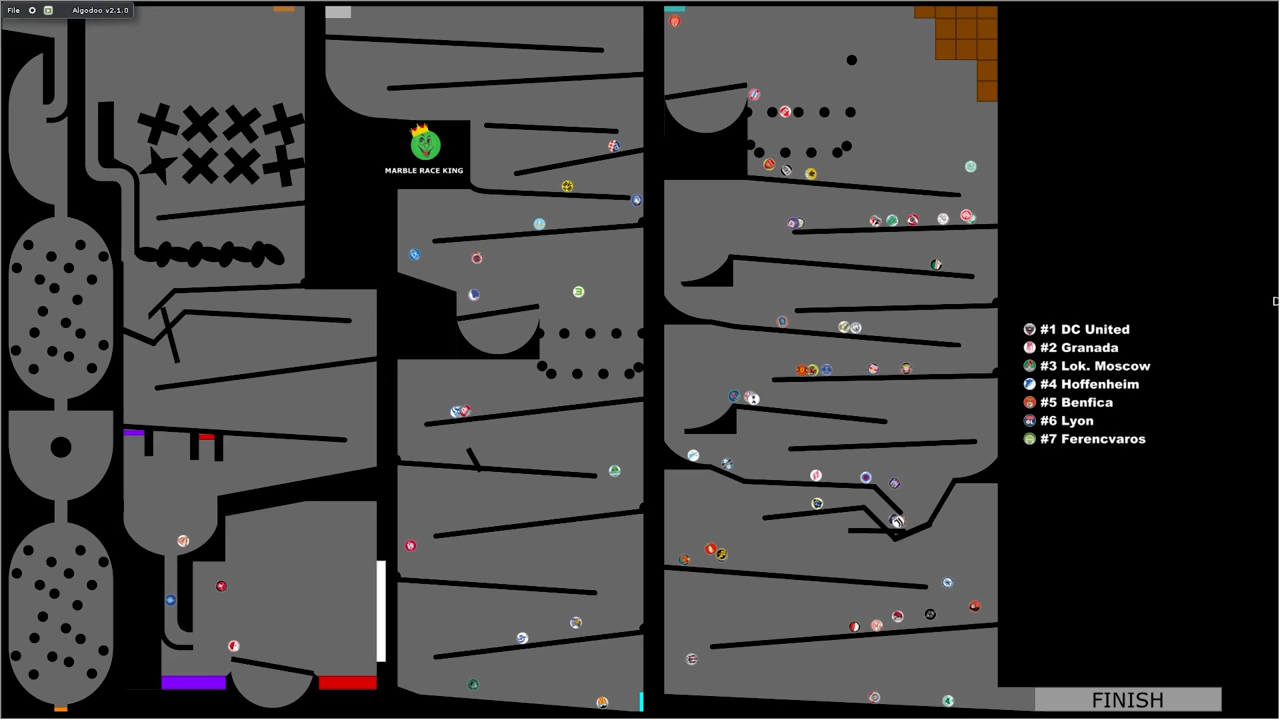 File Algodoo v2.1.0
MARBLE RACE KING
#1 DC United
#2 Granada
#3 Lok. Moscow
#4 Hoffenheim
#5 Benfica
#6 Lyon
#7 Ferencvaros
FINISH